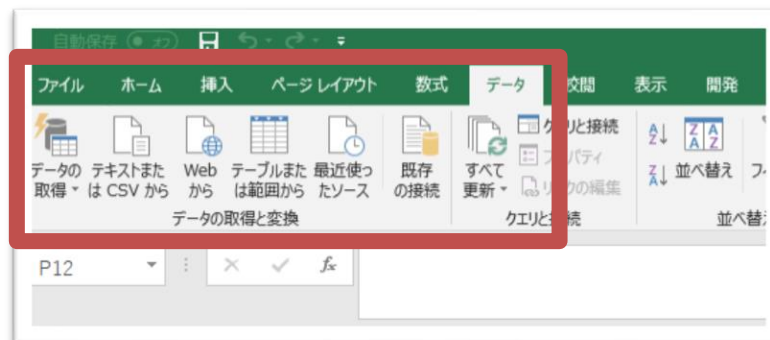 自動保存 オフ
ファイル ホーム 挿入 ページ レイアウト 数式 データ 校閲 表示 開発
データの取得 テキストまたは CSV から Web から テーブルまたは範囲から 最近使ったソース 既存の接続 すべて更新 クエリと接続 プロパティ リンクの編集 並べ替え
データの取得と変換 クエリと接続 並べ替
P12 fx